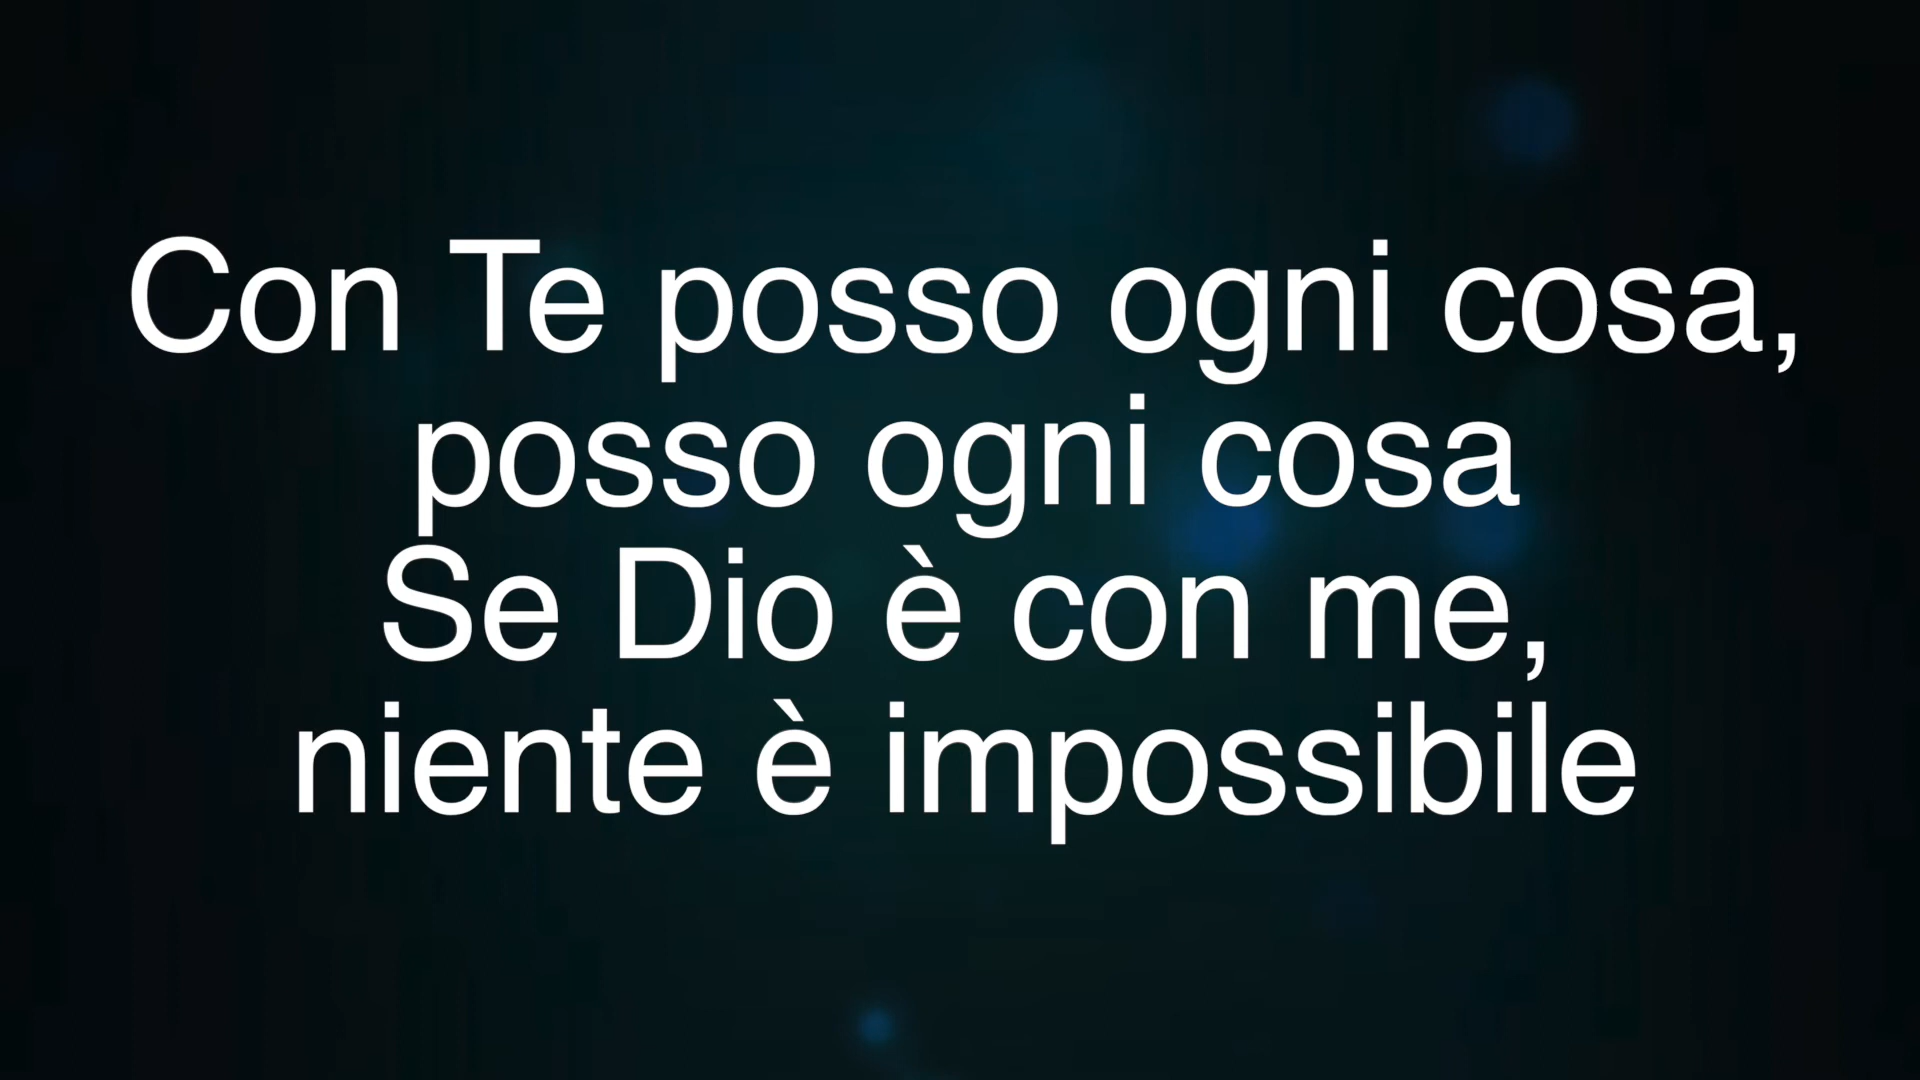 Con Te posso ogni cosa,
posso ogni cosa
Se Dio è con me,
niente è impossibile